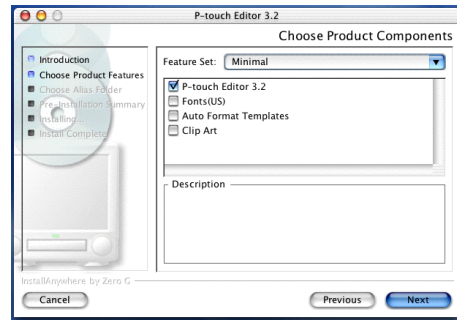 P-touch Editor 3.2
Choose Product Components
Introduction
Choose Product Features
Choose Alias Folder
Pre-Installation Summary
Installing...
Install Complete
Feature Set: Minimal
P-touch Editor 3.2
Fonts(US)
Auto Format Templates
Clip Art
Description
InstallAnywhere by Zero G
Cancel
Previous
Next